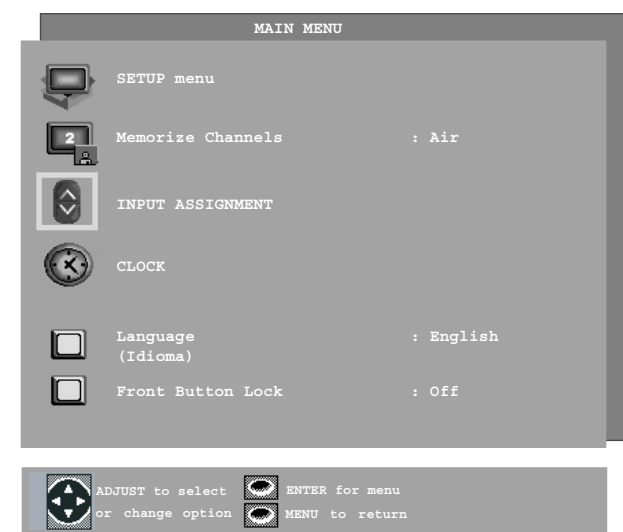 MAIN MENU
SETUP menu
2
Memorize Channels : Air
INPUT ASSIGNMENT
CLOCK
Language : English
(Idioma)
Front Button Lock : Off
ADJUST to select ENTER for menu
or change option MENU to return